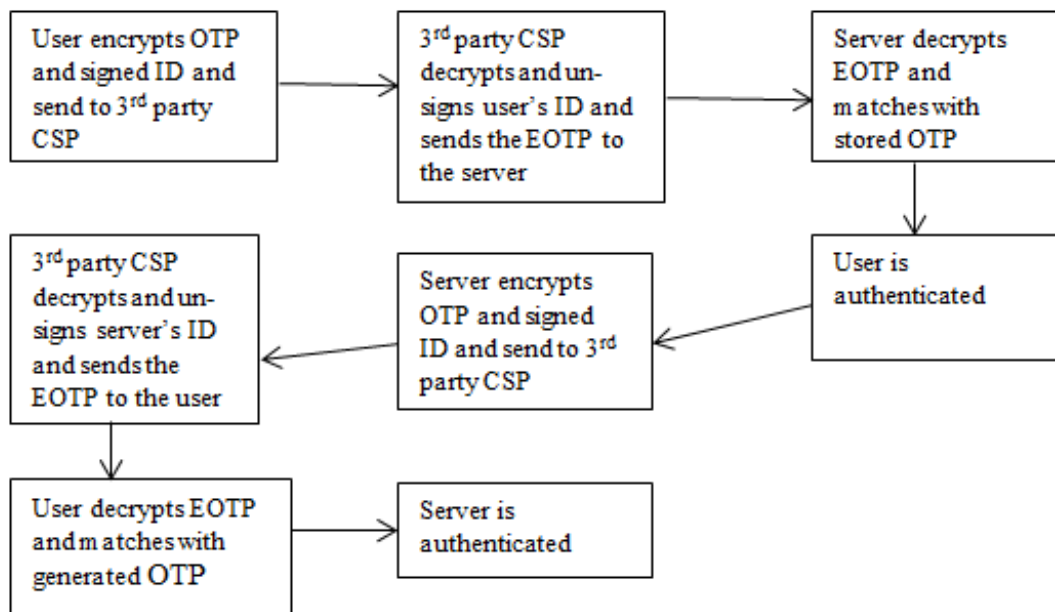 User encrypts OTP
and signed ID and
send to 3rd party
CSP
3rd party CSP
decrypts and un-
signs user’s ID and
sends the EOTP to
the server
Server decrypts
EOTP and
matches with
stored OTP
User is
authenticated
Server encrypts
OTP and signed
ID and send to 3rd
party CSP
3rd party CSP
decrypts and un-
signs server’s ID
and sends the
EOTP to the user
User decrypts EOTP
and matches with
generated OTP
Server is
authenticated